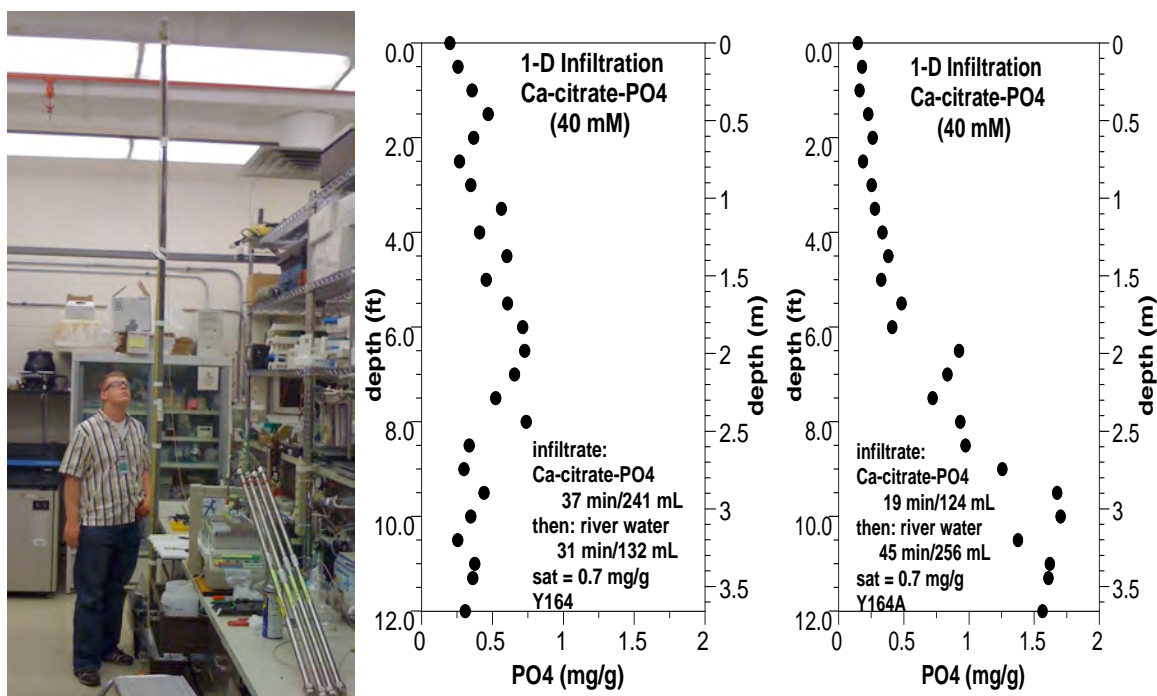 1-D Infiltration
Ca-citrate-PO4
(40 mM)
0.0
2.0
4.0
6.0
8.0
10.0
12.0
depth (ft)
0
0.5
1
1.5
2
2.5
3
3.5
depth (m)
infiltrate:
Ca-citrate-PO4
37 min/241 mL
then: river water
31 min/132 mL
sat = 0.7 mg/g
Y164
0
0.5
1
1.5
2
PO4 (mg/g)
1-D Infiltration
Ca-citrate-PO4
(40 mM)
0.0
2.0
4.0
6.0
8.0
10.0
12.0
depth (ft)
0
0.5
1
1.5
2
2.5
3
3.5
depth (m)
infiltrate:
Ca-citrate-PO4
19 min/124 mL
then: river water
45 min/256 mL
sat = 0.7 mg/g
Y164A
0
0.5
1
1.5
2
PO4 (mg/g)